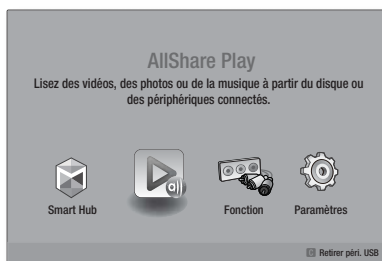 AllShare Play
Lisez des vidéos, des photos ou de la musique à partir du disque ou
des périphériques connectés.
Smart Hub
Fonction
Paramètres
Retirer péri. USB